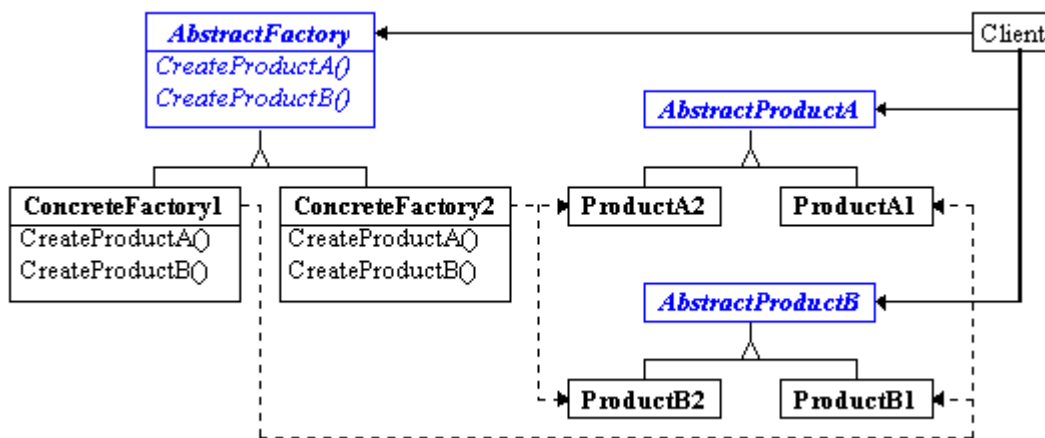 AbstractFactory
CreateProductA()
CreateProductB()
Client
AbstractProductA
ConcreteFactory1
CreateProductA()
CreateProductB()
ConcreteFactory2
CreateProductA()
CreateProductB()
ProductA2
ProductA1
AbstractProductB
ProductB2
ProductB1